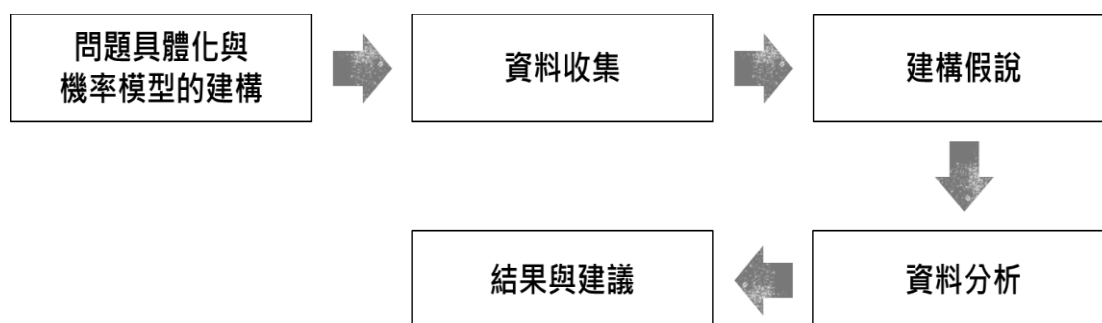 問題具體化與
機率模型的建構
資料收集
建構假說
資料分析
結果與建議